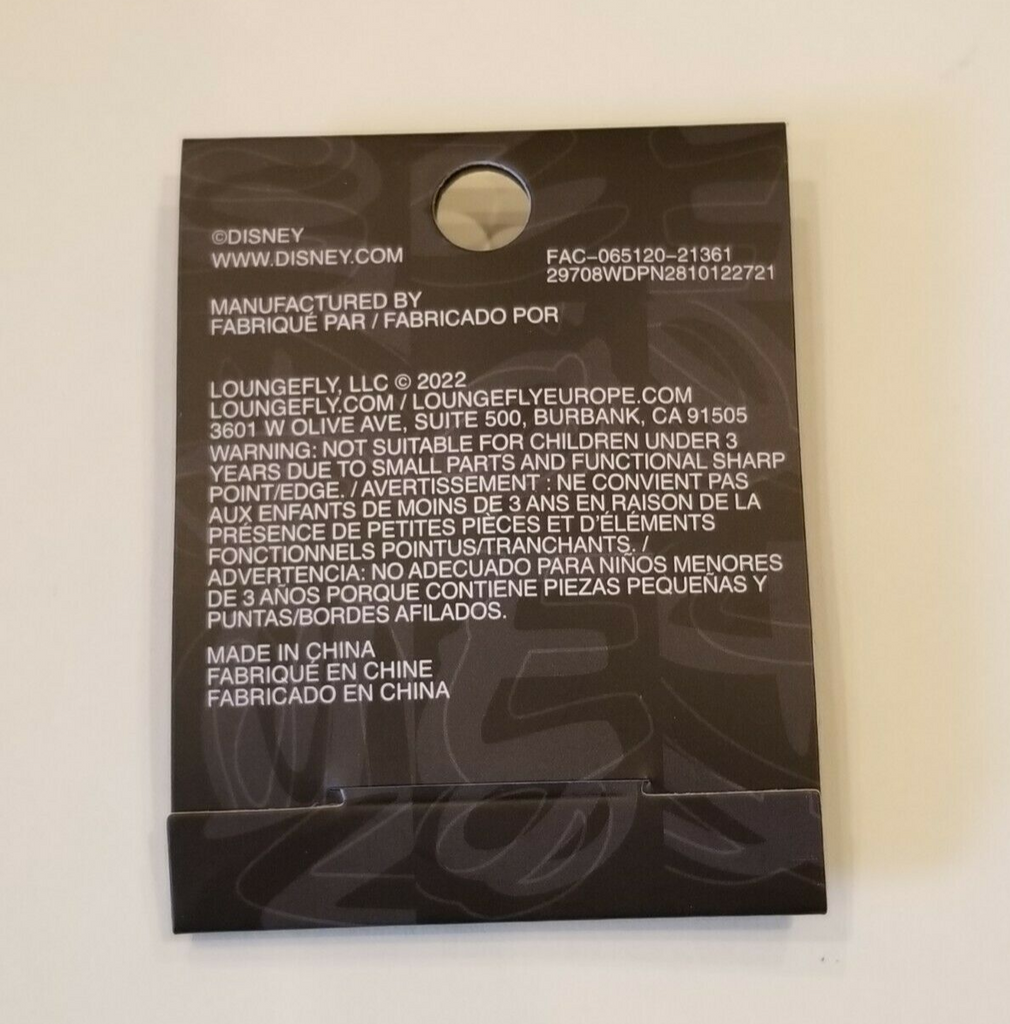 ©DISNEY
WWW.DISNEY.COM
FAC-065120-21361
29708WDPN2810122721
MANUFACTURED BY
FABRIQUÉ PAR / FABRICADO POR
LOUNGEFLY, LLC © 2022
LOUNGEFLY.COM / LOUNGEFLYEUROPE.COM
3601 W OLIVE AVE, SUITE 500, BURBANK, CA 91505
WARNING: NOT SUITABLE FOR CHILDREN UNDER 3
YEARS DUE TO SMALL PARTS AND FUNCTIONAL SHARP
POINT/EDGE. / AVERTISSEMENT : NE CONVIENT PAS
AUX ENFANTS DE MOINS DE 3 ANS EN RAISON DE LA
PRÉSENCE DE PETITES PIÈCES ET D'ÉLÉMENTS
FONCTIONNELS POINTUS/TRANCHANTS. /
ADVERTENCIA: NO ADECUADO PARA NIÑOS MENORES
DE 3 AÑOS PORQUE CONTIENE PIEZAS PEQUEÑAS Y
PUNTAS/BORDES AFILADOS.
MADE IN CHINA
FABRIQUÉ EN CHINE
FABRICADO EN CHINA